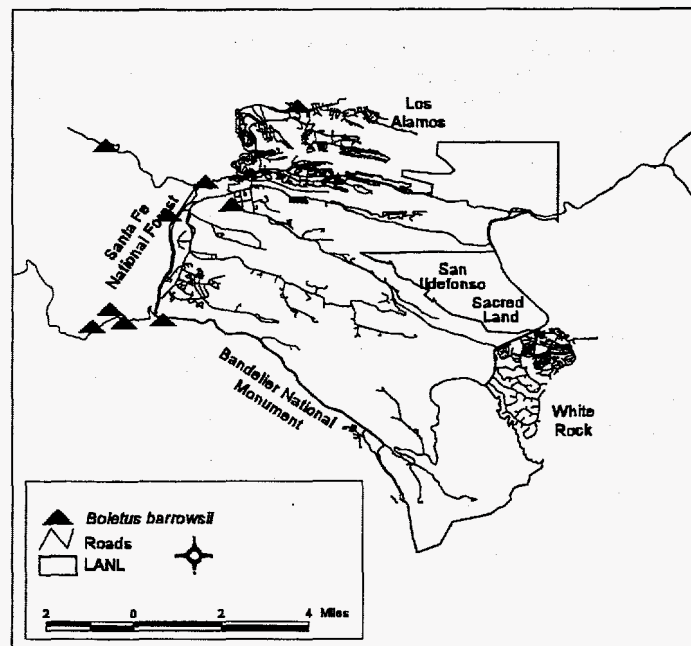 Los
Alamos
Santa Fe
National Forest
San
Ildefonso
Sacred
Land
Bandelier National
Monument
White
Rock
Boletus barrowsii
Roads
LANL
2 0 2 4 Miles